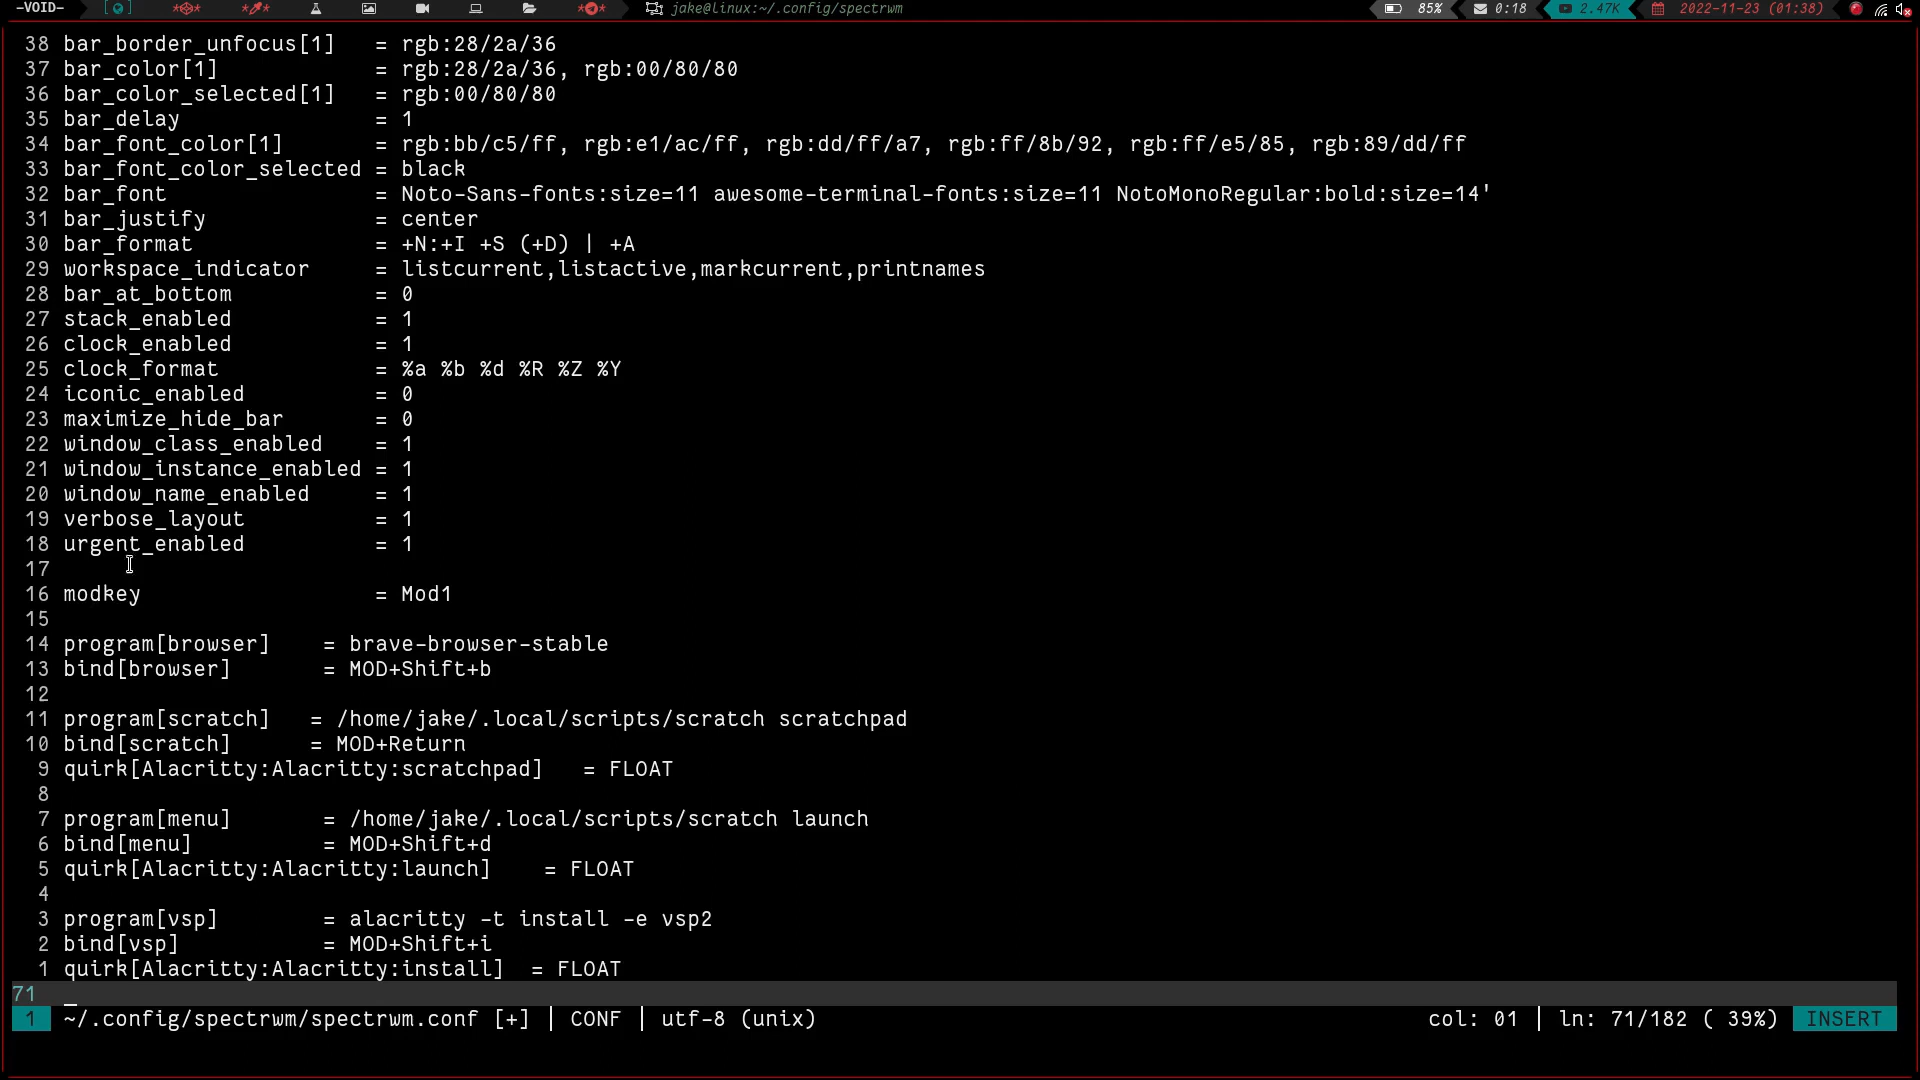 -VOID- jake@linux:~/.config/spectrwm 85% 0:18 2.47K 2022-11-23 (01:38)
38 bar_border_unfocus[1] = rgb:28/2a/36
37 bar_color[1] = rgb:28/2a/36, rgb:00/80/80
36 bar_color_selected[1] = rgb:00/80/80
35 bar_delay = 1
34 bar_font_color[1] = rgb:bb/c5/ff, rgb:e1/ac/ff, rgb:dd/ff/a7, rgb:ff/8b/92, rgb:ff/e5/85, rgb:89/dd/ff
33 bar_font_color_selected = black
32 bar_font = Noto-Sans-fonts:size=11 awesome-terminal-fonts:size=11 NotoMonoRegular:bold:size=14'
31 bar_justify = center
30 bar_format = +N:+I +S (+D) | +A
29 workspace_indicator = listcurrent,listactive,markcurrent,printnames
28 bar_at_bottom = 0
27 stack_enabled = 1
26 clock_enabled = 1
25 clock_format = %a %b %d %R %Z %Y
24 iconic_enabled = 0
23 maximize_hide_bar = 0
22 window_class_enabled = 1
21 window_instance_enabled = 1
20 window_name_enabled = 1
19 verbose_layout = 1
18 urgent_enabled = 1
17
16 modkey = Mod1
15
14 program[browser] = brave-browser-stable
13 bind[browser] = MOD+Shift+b
12
11 program[scratch] = /home/jake/.local/scripts/scratch scratchpad
10 bind[scratch] = MOD+Return
9 quirk[Alacritty:Alacritty:scratchpad] = FLOAT
8
7 program[menu] = /home/jake/.local/scripts/scratch launch
6 bind[menu] = MOD+Shift+d
5 quirk[Alacritty:Alacritty:launch] = FLOAT
4
3 program[vsp] = alacritty -t install -e vsp2
2 bind[vsp] = MOD+Shift+i
1 quirk[Alacritty:Alacritty:install] = FLOAT
71
1 ~/.config/spectrwm/spectrwm.conf [+] | CONF | utf-8 (unix) col: 01 | ln: 71/182 ( 39%) INSERT